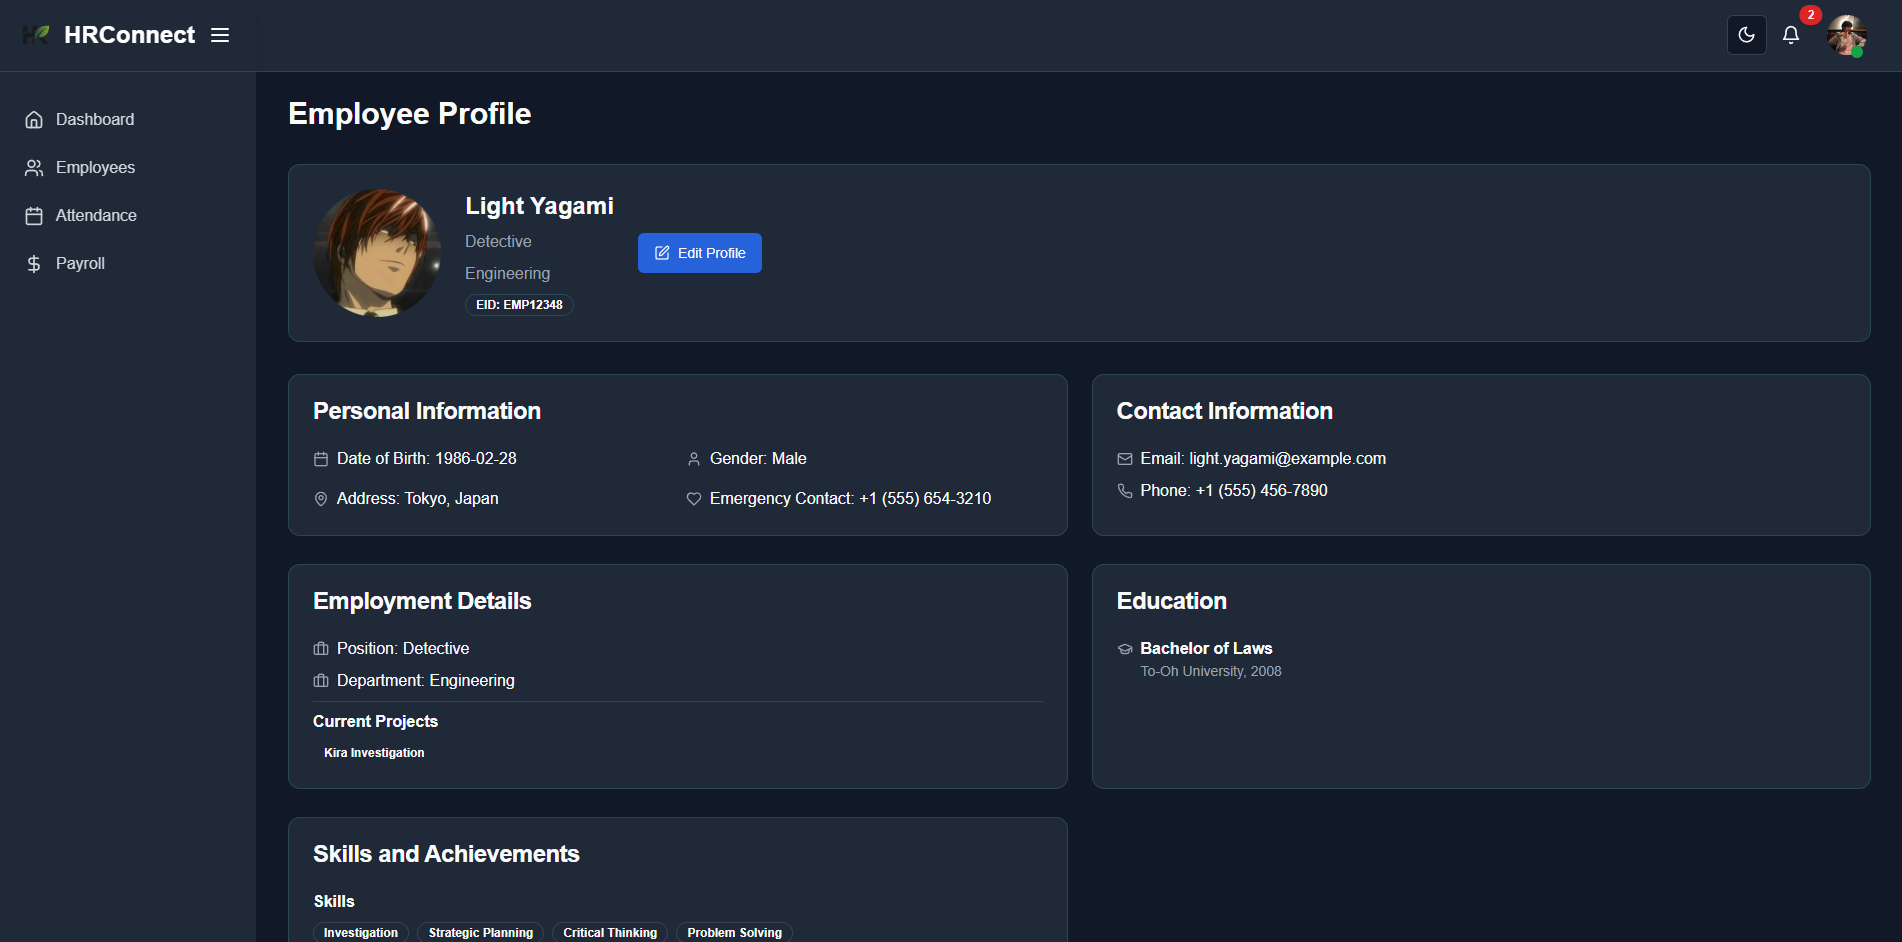 HR HRConnect
2
Dashboard
Employees
Attendance
Payroll
Employee Profile
Light Yagami
Detective
Engineering
EID: EMP12348
Edit Profile
Personal Information
Date of Birth: 1986-02-28
Gender: Male
Address: Tokyo, Japan
Emergency Contact: +1 (555) 654-3210
Contact Information
Email: light.yagami@example.com
Phone: +1 (555) 456-7890
Employment Details
Position: Detective
Department: Engineering
Current Projects
Kira Investigation
Education
Bachelor of Laws
To-Oh University, 2008
Skills and Achievements
Skills
Investigation Strategic Planning Critical Thinking Problem Solving